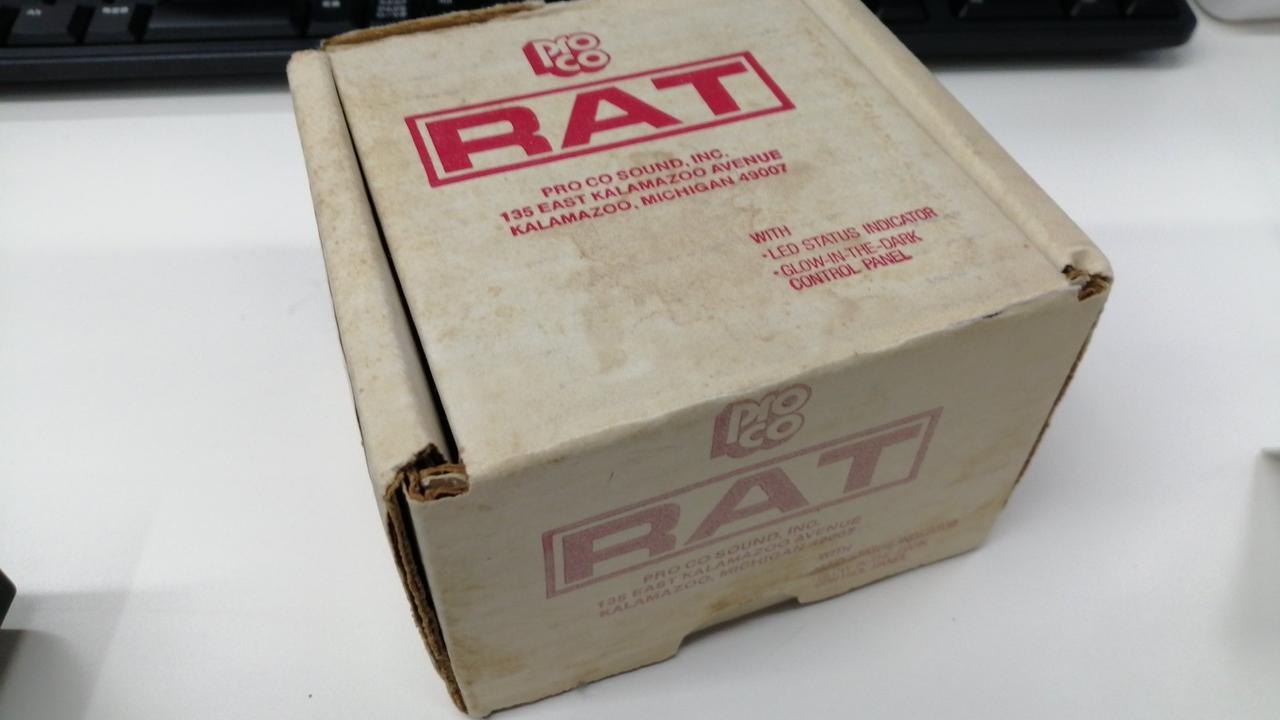 Pro
co
RAT
PRO CO SOUND, INC.
135 EAST KALAMAZOO AVENUE
KALAMAZOO, MICHIGAN 49007
WITH
•LED STATUS INDICATOR
•GLOW-IN-THE-DARK
CONTROL PANEL
Pro
co
RAT
PRO CO SOUND, INC.
135 EAST KALAMAZOO AVENUE
KALAMAZOO, MICHIGAN 49007
WITH